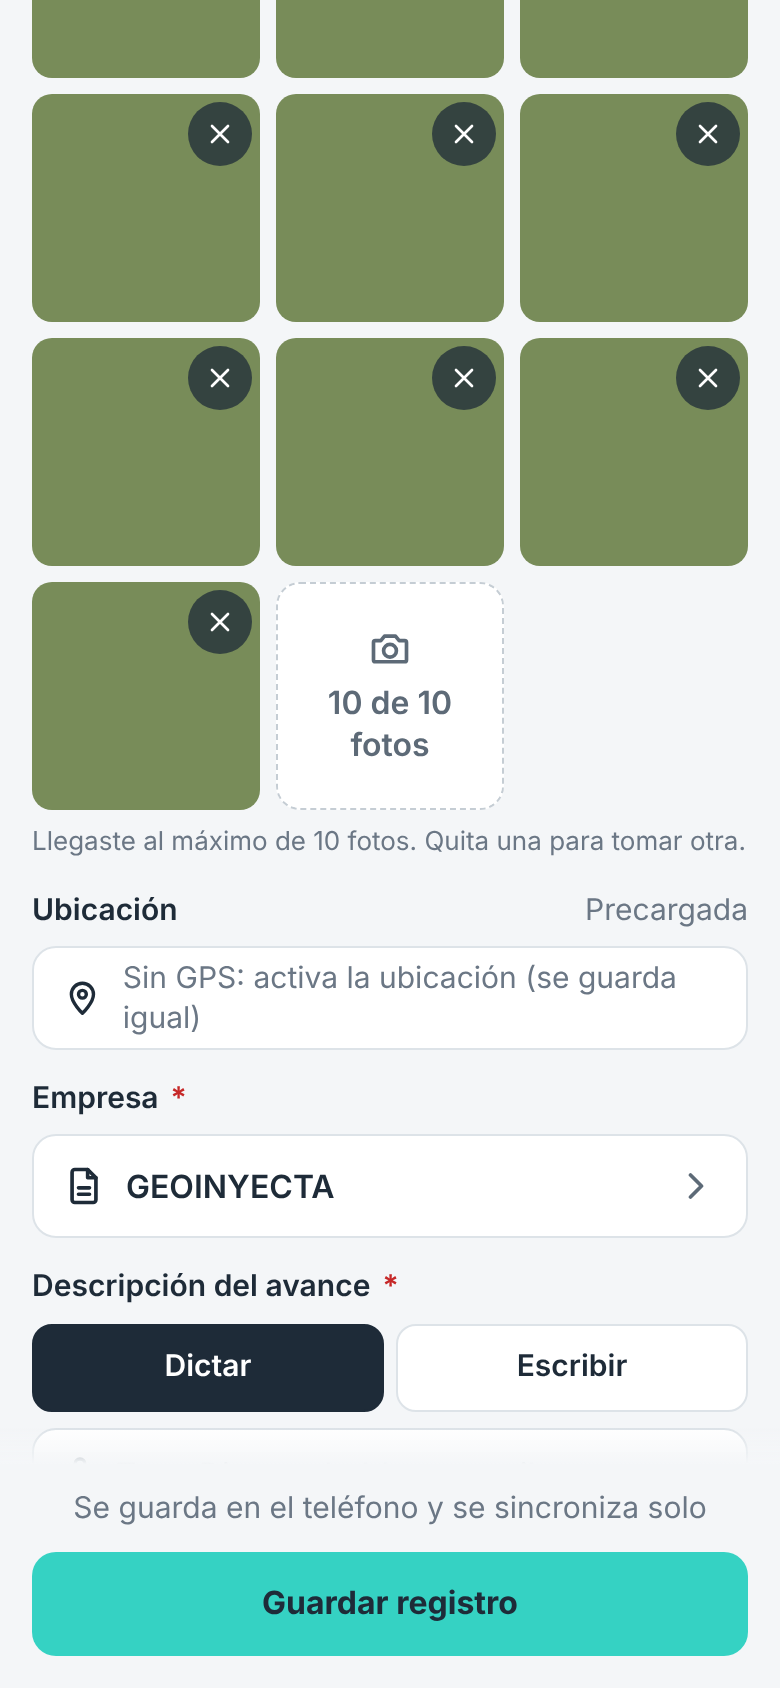 10 de 10
fotos
Llegaste al máximo de 10 fotos. Quita una para tomar otra.
Ubicación
Precargada
Sin GPS: activa la ubicación (se guarda
igual)
Empresa *
GEOINYECTA
Descripción del avance *
Dictar
Escribir
Se guarda en el teléfono y se sincroniza solo
Guardar registro